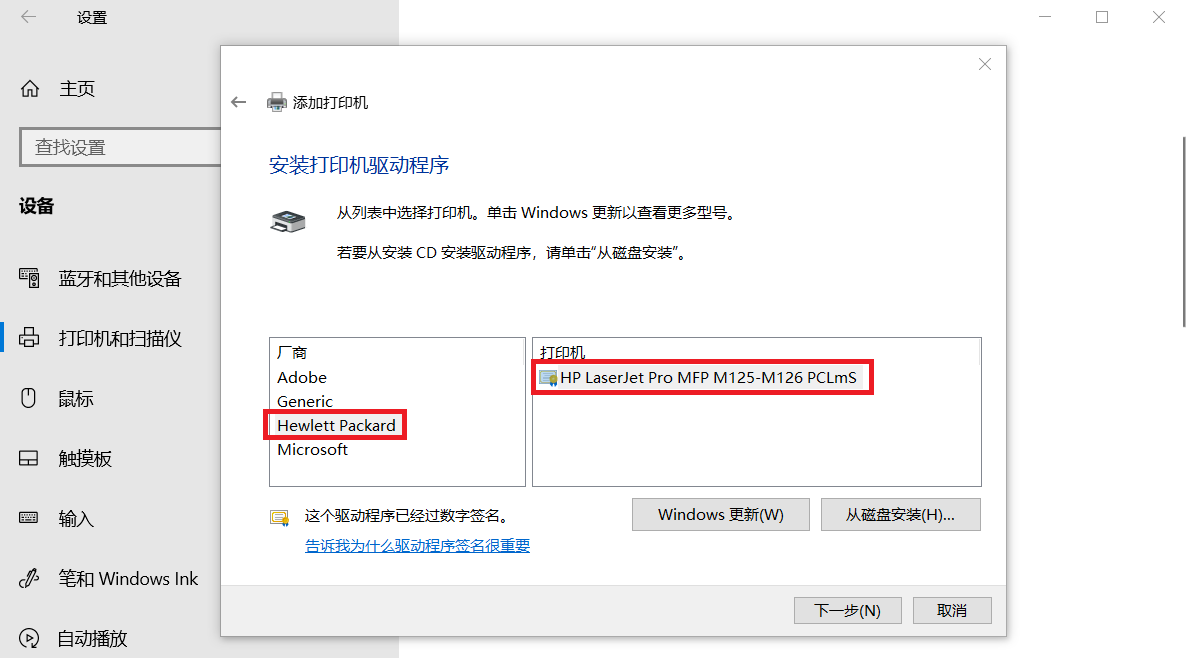 设置
主页
查找设置
设备
蓝牙和其他设备
打印机和扫描仪
鼠标
触摸板
输入
笔和 Windows Ink
自动播放
添加打印机
安装打印机驱动程序
从列表中选择打印机。单击 Windows 更新以查看更多型号。
若要从安装 CD 安装驱动程序，请单击“从磁盘安装”。
厂商
Adobe
Generic
Hewlett Packard
Microsoft
打印机
HP LaserJet Pro MFP M125-M126 PCLmS
这个驱动程序已经过数字签名。
告诉我为什么驱动程序签名很重要
Windows 更新(W)
从磁盘安装(H)...
下一步(N)
取消